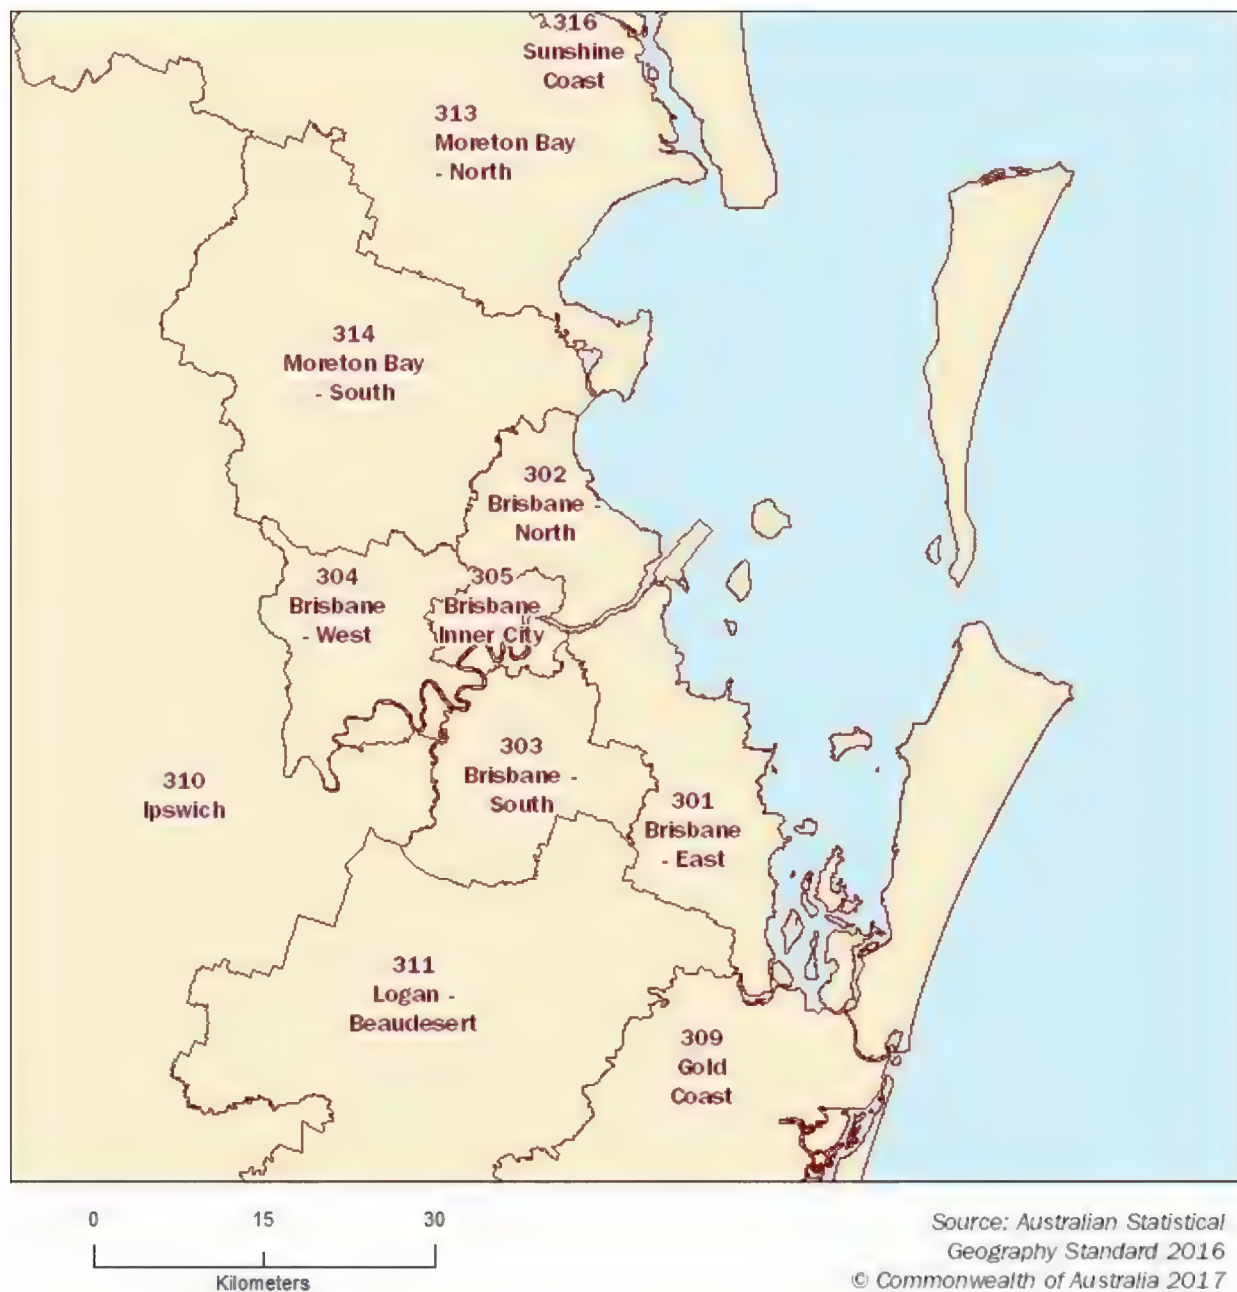 316
Sunshine
Coast
313
Moreton Bay
- North
314
Moreton Bay
- South
302
Brisbane -
North
304
Brisbane
- West
305
Brisbane
Inner City
303
Brisbane -
South
310
Ipswich
301
Brisbane
- East
311
Logan -
Beaudesert
309
Gold
Coast
0 15 30
Kilometers
Source: Australian Statistical
Geography Standard 2016
© Commonwealth of Australia 2017